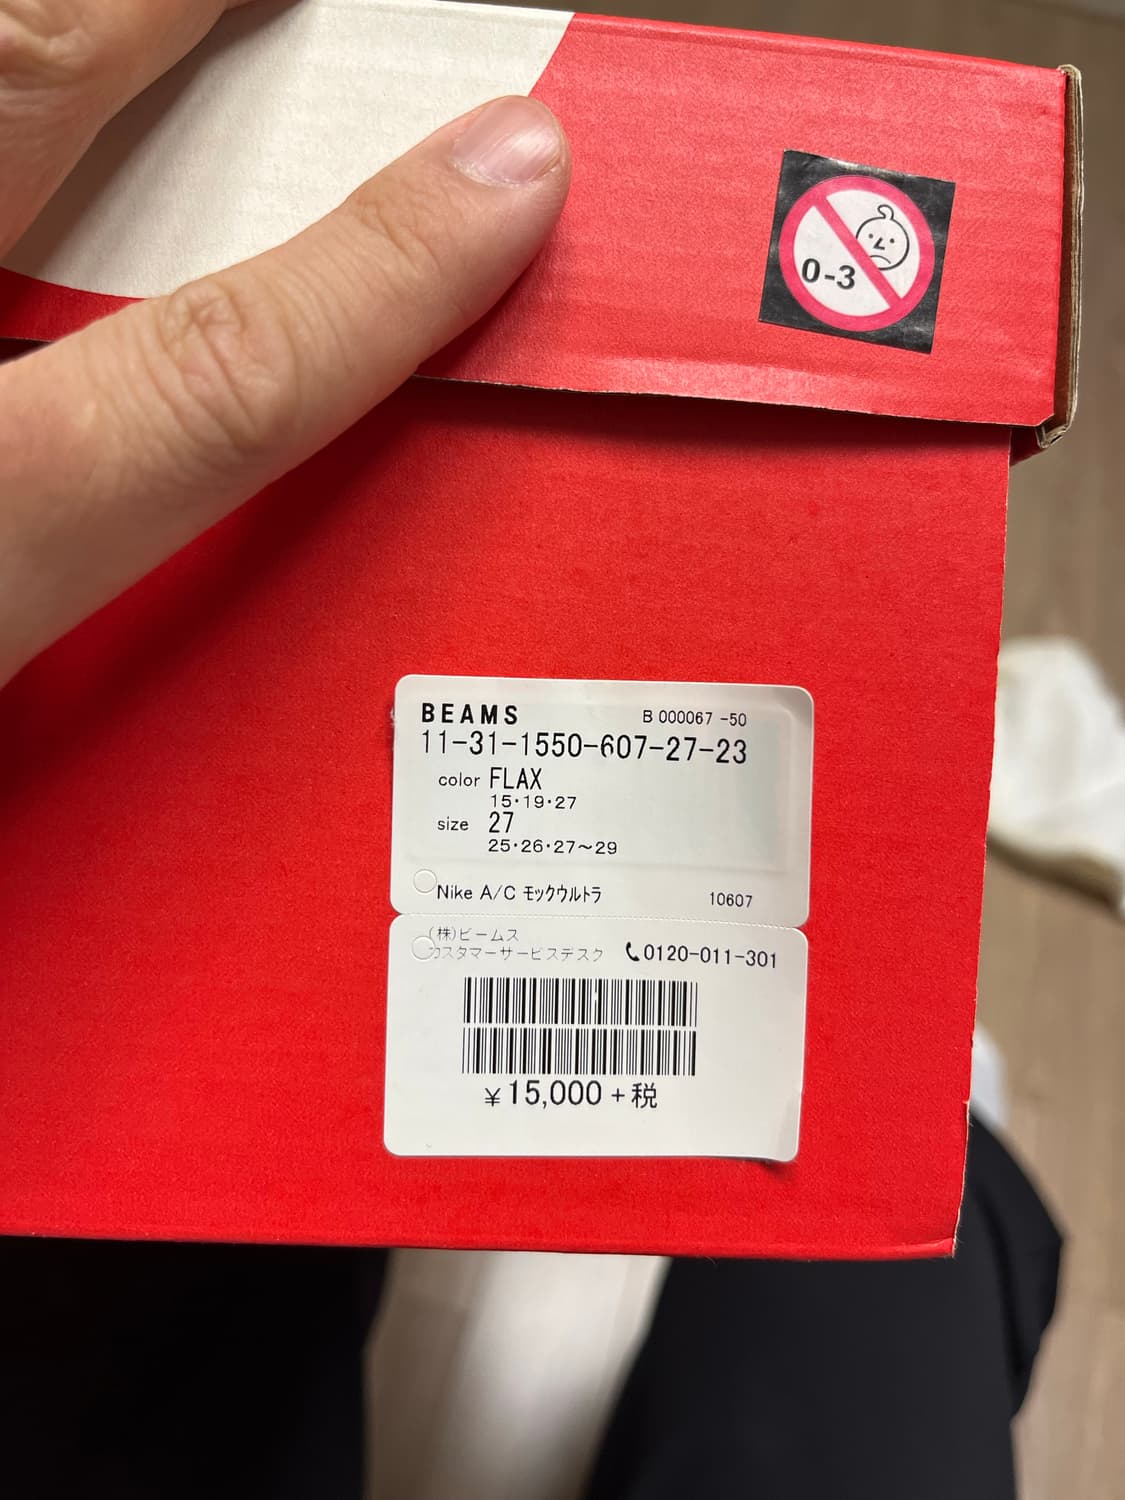 0-3
BEAMS B 000067 -50
11-31-1550-607-27-23
color FLAX
15・19・27
size 27
25・26・27～29
Nike A/C モックウルトラ 10607
(株)ビームス
カスタマーサービスデスク 0120-011-301
¥15,000+税